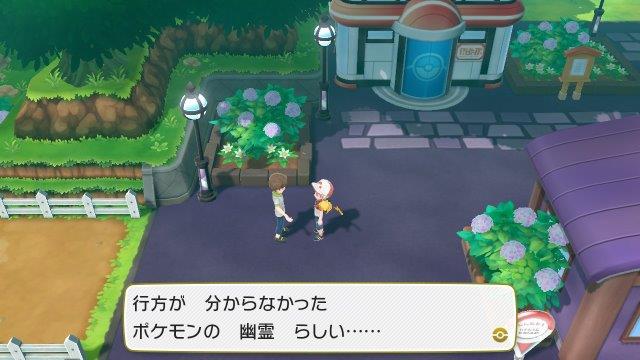 行方が　分からなかった
ポケモンの　幽霊　らしい……